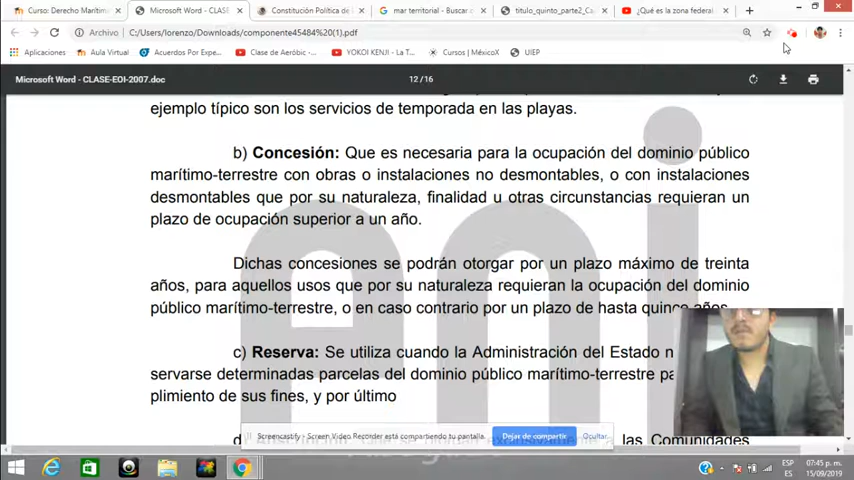 Curso: Derecho Marítimo
Microsoft Word - CLASE-EOI
Constitución Política de l
mar territorial - Buscar
titulo_quinto_parte2_Ca
¿Qué es la zona federal
Archivo
C:/Users/lorenzo/Downloads/componente45484%20(1).pdf
Aplicaciones
Aula Virtual
Acuerdos Por Expe...
Clase de Aeróbic -...
YOKOI KENJI - La T...
Cursos (MéxicoX
UIEP
Microsoft Word - CLASE-EOI-2007.doc
12 / 16
ejemplo típico son los servicios de temporada en las playas.
b) Concesión: Que es necesaria para la ocupación del dominio público
marítimo-terrestre con obras o instalaciones no desmontables, o con instalaciones
desmontables que por su naturaleza, finalidad u otras circunstancias requieran un
plazo de ocupación superior a un año.
Dichas concesiones se podrán otorgar por un plazo máximo de treinta
años, para aquellos usos que por su naturaleza requieran la ocupación del dominio
público marítimo-terrestre, o en caso contrario por un plazo de hasta quince años.
c) Reserva: Se utiliza cuando la Administración del Estado n
servarse determinadas parcelas del dominio público marítimo-terrestre pa
plimiento de sus fines, y por último
las Comunidades
Screencastify - Screen Video Recorder está compartiendo tu pantalla.
Dejar de compartir
Ocultar
ani
ESP
ES
07:45 p. m.
15/09/2019